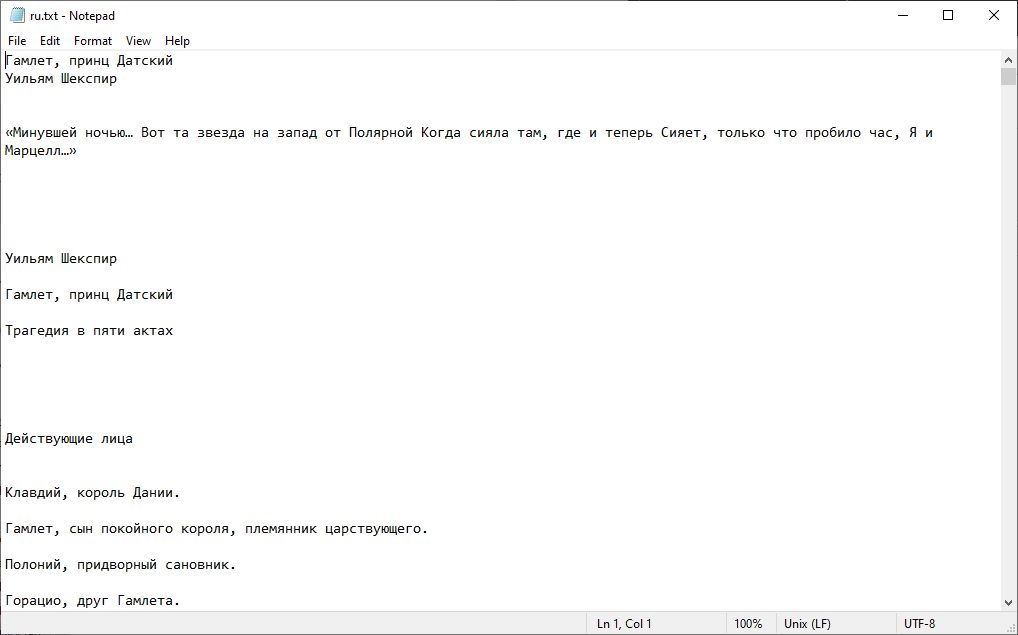 ru.txt - Notepad
File Edit Format View Help
Гамлет, принц Датский
Уильям Шекспир
«Минувшей ночью… Вот та звезда на запад от Полярной Когда сияла там, где и теперь Сияет, только что пробило час, Я и
Марцелл…»
Уильям Шекспир
Гамлет, принц Датский
Трагедия в пяти актах
Действующие лица
Клавдий, король Дании.
Гамлет, сын покойного короля, племянник царствующего.
Полоний, придворный сановник.
Горацио, друг Гамлета.
Ln 1, Col 1 100% Unix (LF) UTF-8